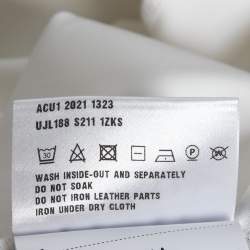 ACU1 2021 1323
UJL188 S211 1ZKS
30 P
WASH INSIDE-OUT AND SEPARATELY
DO NOT SOAK
DO NOT IRON LEATHER PARTS
IRON UNDER DRY CLOTH